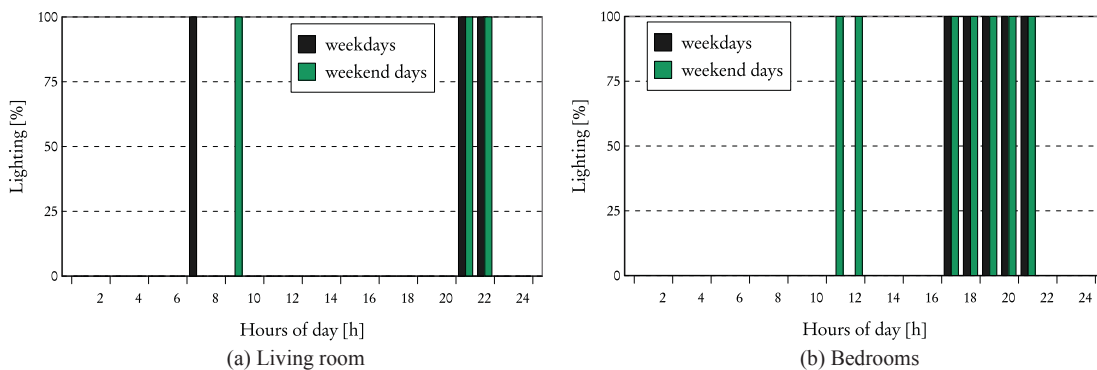 Lighting [%]
100
75
50
25
0
weekdays
weekend days
2 4 6 8 10 12 14 16 18 20 22 24
Hours of day [h]
(a) Living room
Lighting [%]
100
75
50
25
0
weekdays
weekend days
2 4 6 8 10 12 14 16 18 20 22 24
Hours of day [h]
(b) Bedrooms